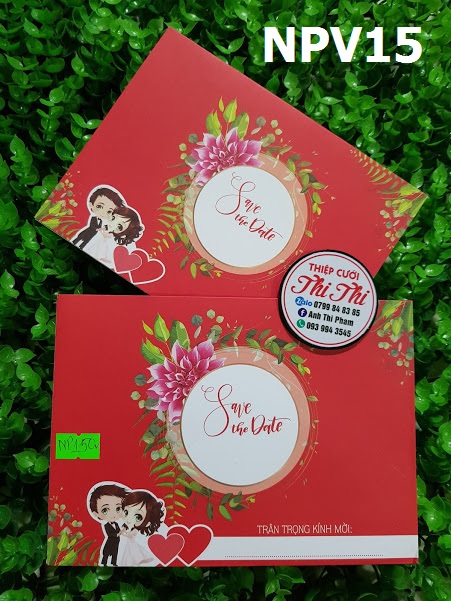 NPV15
Save
the Date
THIỆP CƯỚI
Thi Thi
Zalo 0799 84 83 85
Anh Thi Pham
093 994 3545
Save
the Date
TRÂN TRỌNG KÍNH MỜI: